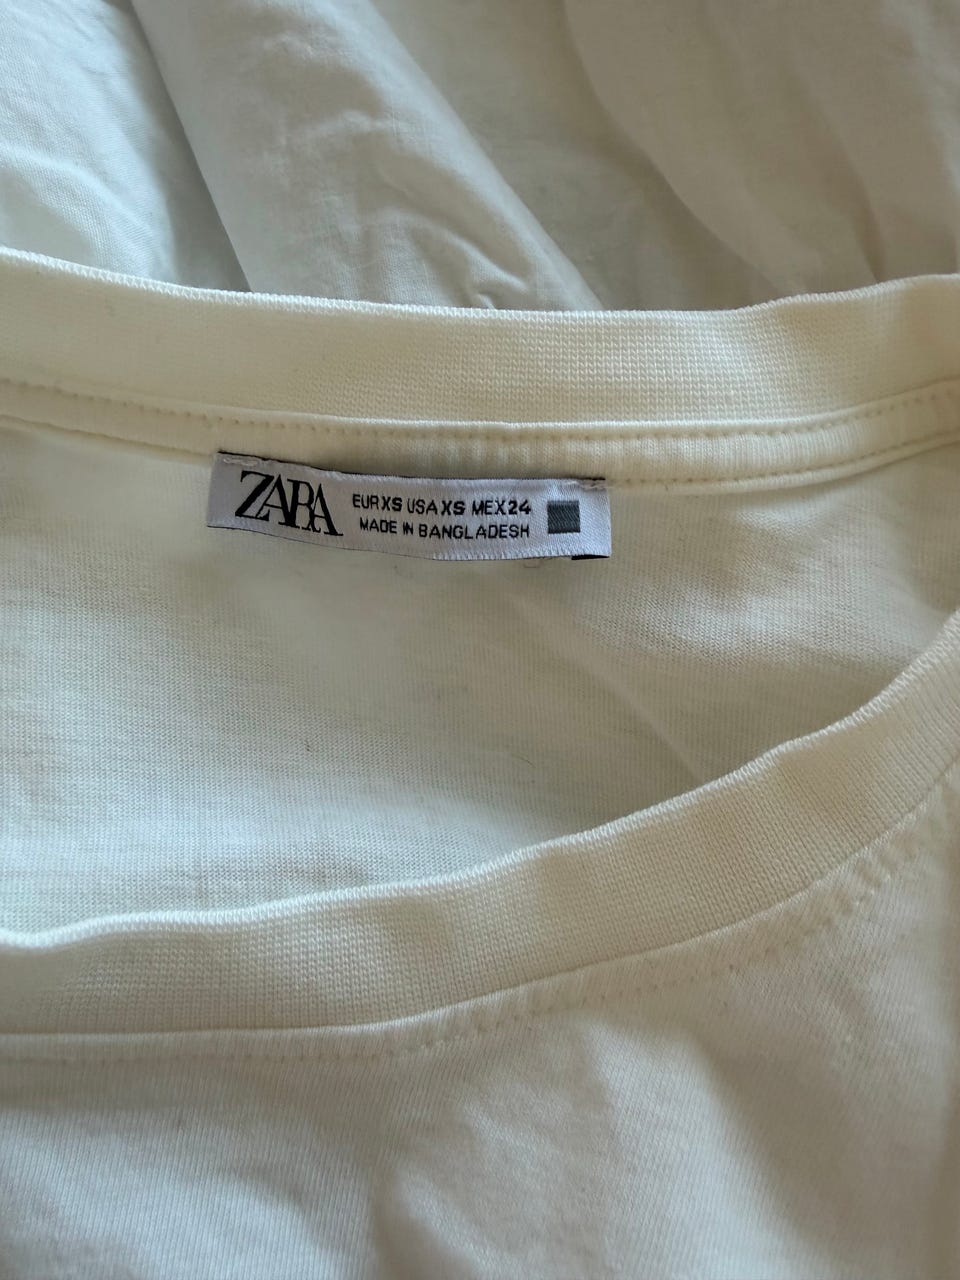 ZARA
EUR XS USA XS MEX 24
MADE IN BANGLADESH